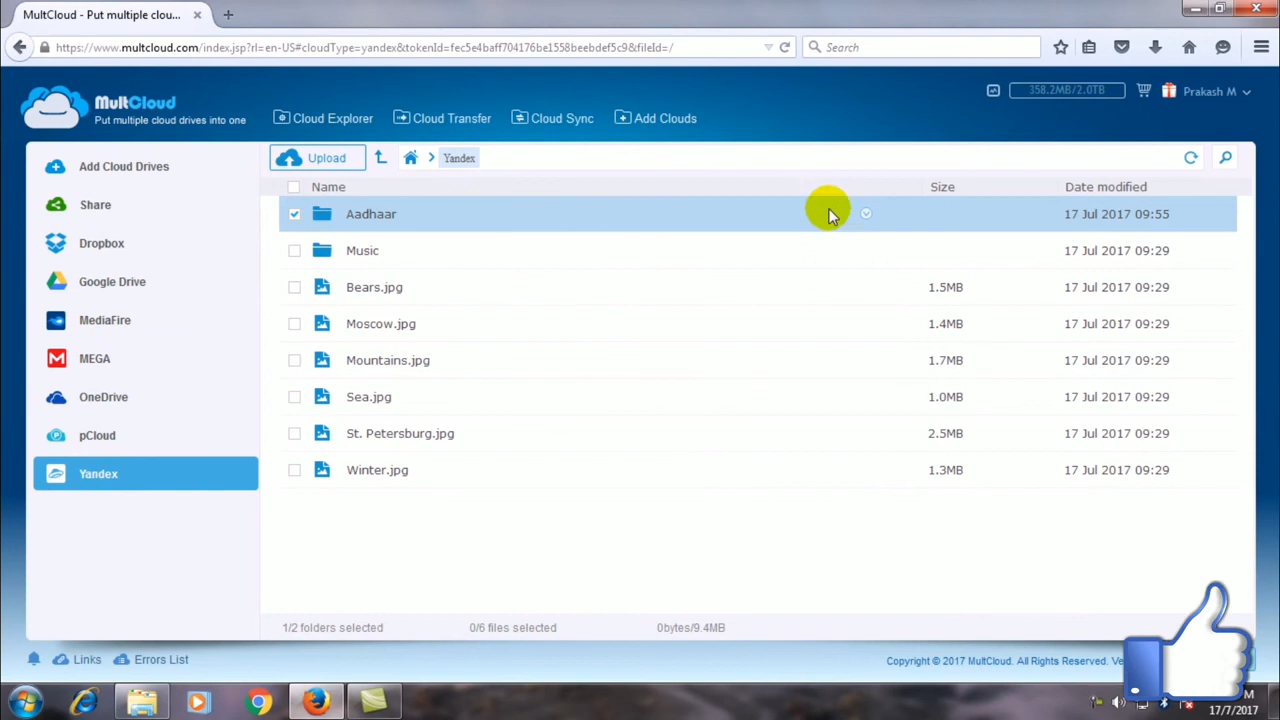 MultCloud - Put multiple clou...
https://www.multcloud.com/index.jsp?rl=en-US#cloudType=yandex&tokenId=fec5e4baff704176be1558beebdef5c9&fileId=/
Search
MultCloud
Put multiple cloud drives into one
Cloud Explorer
Cloud Transfer
Cloud Sync
Add Clouds
358.2MB/2.0TB
Prakash M
Add Cloud Drives
Share
Dropbox
Google Drive
MediaFire
MEGA
OneDrive
pCloud
Yandex
Upload
Yandex
Name Size Date modified
Aadhaar 17 Jul 2017 09:55
Music 17 Jul 2017 09:29
Bears.jpg 1.5MB 17 Jul 2017 09:29
Moscow.jpg 1.4MB 17 Jul 2017 09:29
Mountains.jpg 1.7MB 17 Jul 2017 09:29
Sea.jpg 1.0MB 17 Jul 2017 09:29
St. Petersburg.jpg 2.5MB 17 Jul 2017 09:29
Winter.jpg 1.3MB 17 Jul 2017 09:29
1/2 folders selected 0/6 files selected 0bytes/9.4MB
Links Errors List
Copyright © 2017 MultCloud. All Rights Reserved. Ve
M
17/7/2017